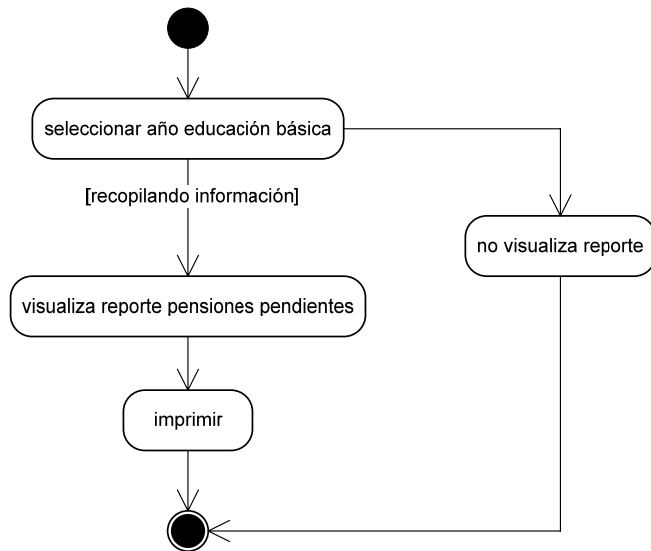 seleccionar año educación básica
[recopilando información]
no visualiza reporte
visualiza reporte pensiones pendientes
imprimir